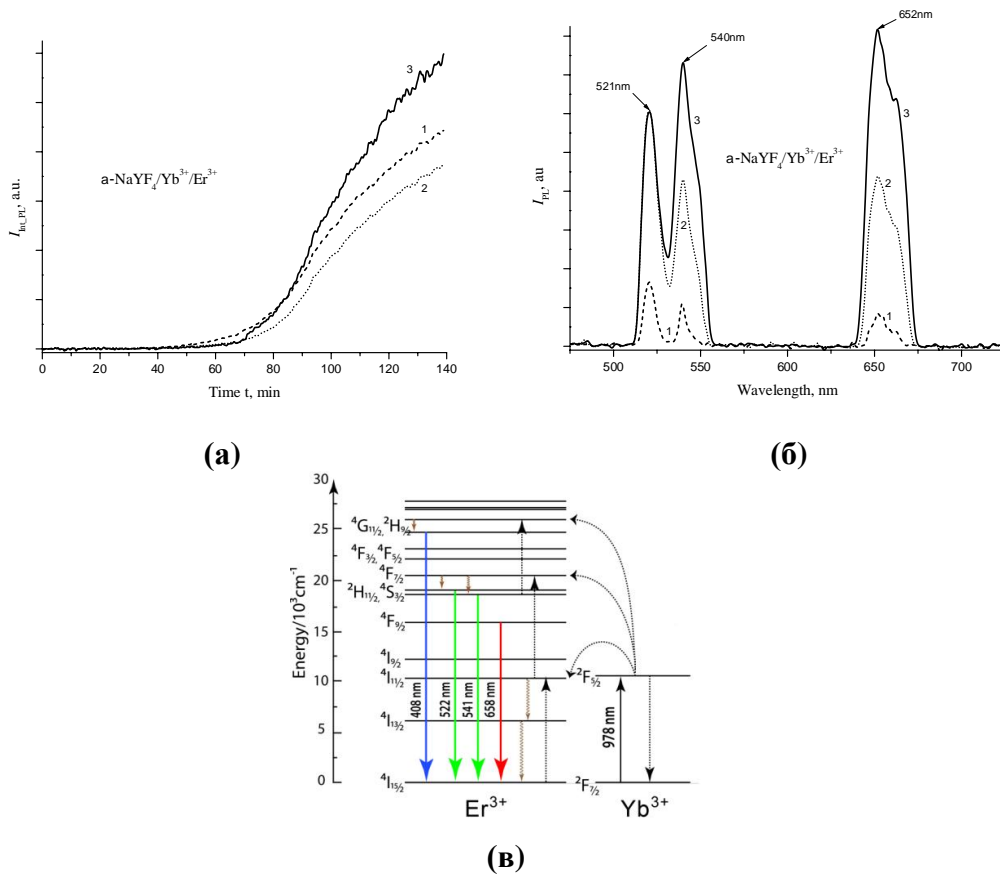 3
1
2
a-NaYF₄/Yb³⁺/Er³⁺
I_Int_PL, a.u.
0 20 40 60 80 100 120 140
Time t, min
(а)
652nm
540nm
521nm
3
2
1
3
2
1
a-NaYF₄/Yb³⁺/Er³⁺
I_PL, au
500 550 600 650 700
Wavelength, nm
(б)
Energy/10³cm⁻¹
30
25
20
15
10
5
0
⁴G₁₁/₂, ²H₉/₂
⁴F₃/₂, ⁴F₅/₂
⁴F₇/₂
²H₁₁/₂, ⁴S₃/₂
⁴F₉/₂
⁴I₉/₂
⁴I₁₁/₂
⁴I₁₃/₂
⁴I₁₅/₂
408 nm
522 nm
541 nm
658 nm
²F₅/₂
978 nm
²F₇/₂
Er³⁺ Yb³⁺
(в)